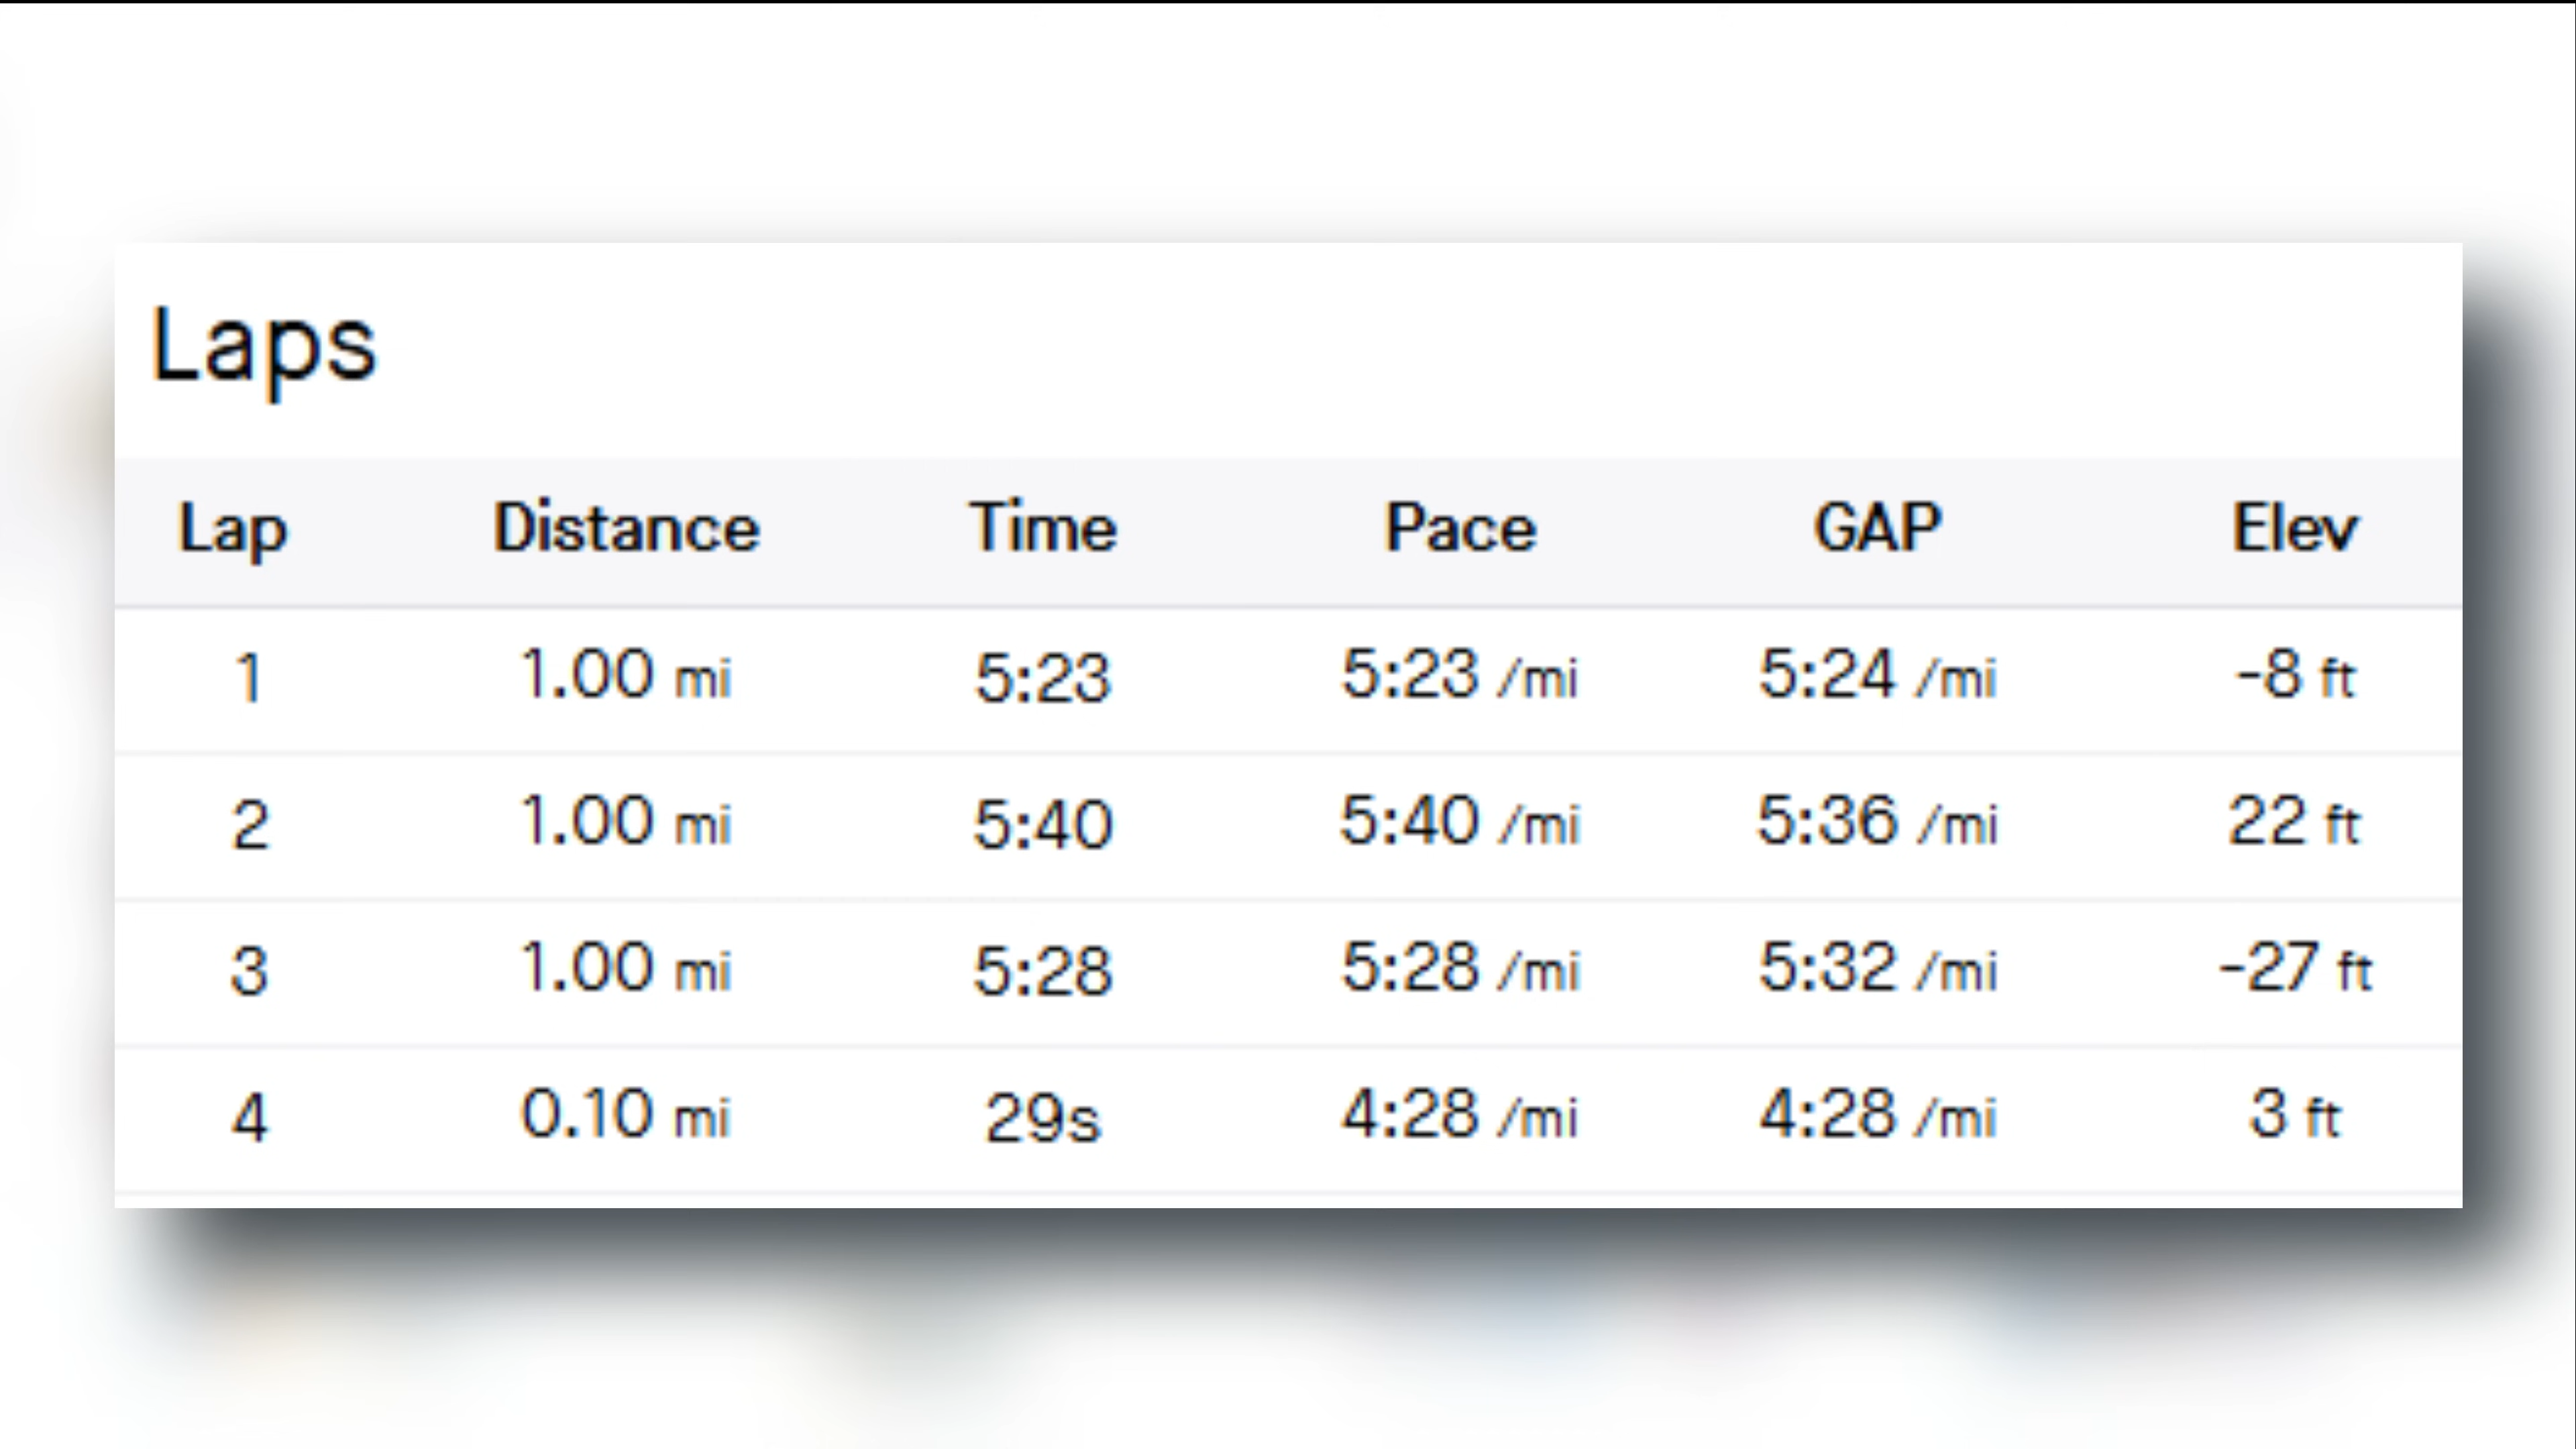 Laps
Lap Distance Time Pace GAP Elev
1 1.00 mi 5:23 5:23 /mi 5:24 /mi -8 ft
2 1.00 mi 5:40 5:40 /mi 5:36 /mi 22 ft
3 1.00 mi 5:28 5:28 /mi 5:32 /mi -27 ft
4 0.10 mi 29s 4:28 /mi 4:28 /mi 3 ft